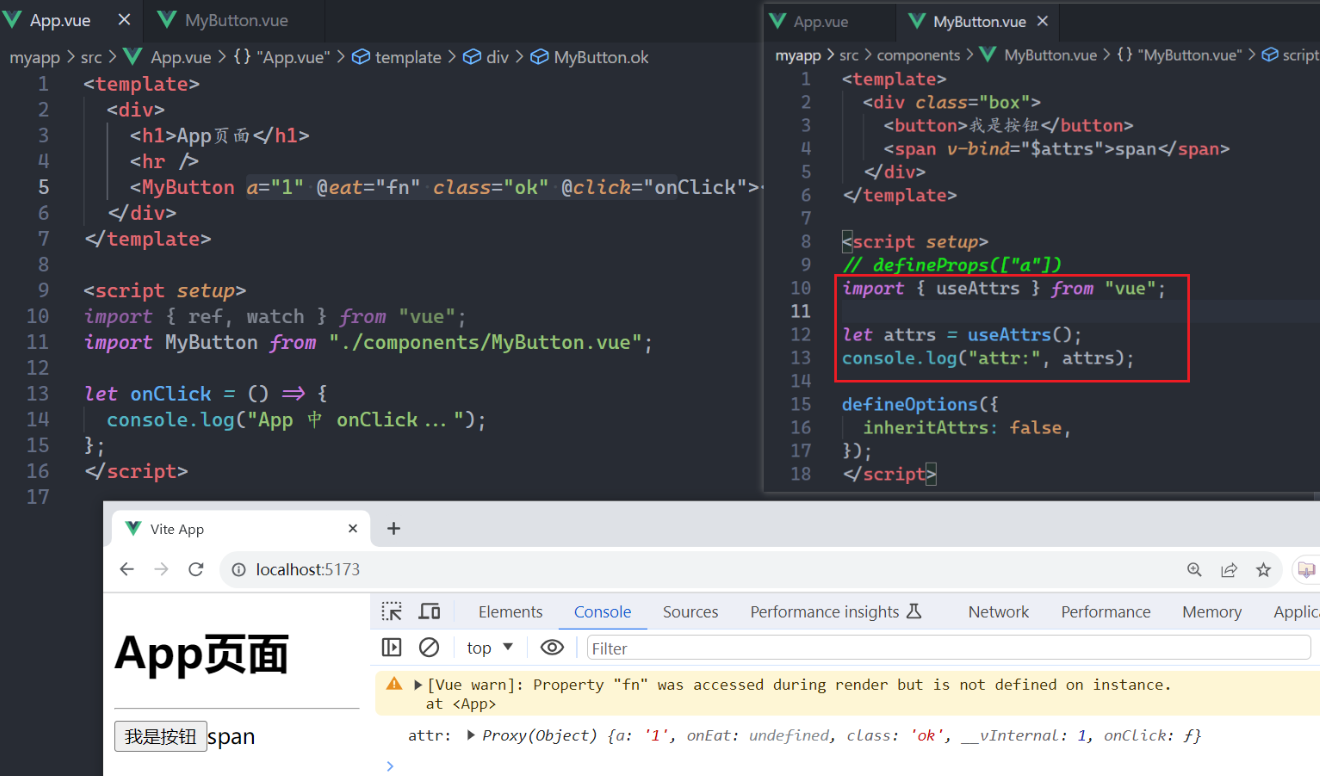 App.vue
MyButton.vue
myapp > src > App.vue > {} "App.vue" > template > div > MyButton.ok
1 <template>
2 <div>
3 <h1>App页面</h1>
4 <hr />
5 <MyButton a="1" @eat="fn" class="ok" @click="onClick">
6 </div>
7 </template>
8
9 <script setup>
10 import { ref, watch } from "vue";
11 import MyButton from "./components/MyButton.vue";
12
13 let onClick = () => {
14 console.log("App 中 onClick...");
15 };
16 </script>
17
App.vue
MyButton.vue
myapp > src > components > MyButton.vue > {} "MyButton.vue" > script
1 <template>
2 <div class="box">
3 <button>我是按钮</button>
4 <span v-bind="$attrs">span</span>
5 </div>
6 </template>
7
8 <script setup>
9 // defineProps(["a"])
10 import { useAttrs } from "vue";
11
12 let attrs = useAttrs();
13 console.log("attr:", attrs);
14
15 defineOptions({
16 inheritAttrs: false,
17 });
18 </script>
Vite App
localhost:5173
App页面
我是按钮span
Elements Console Sources Performance insights Network Performance Memory Applic
top
Filter
[Vue warn]: Property "fn" was accessed during render but is not defined on instance.
at <App>
attr: Proxy(Object) {a: '1', onEat: undefined, class: 'ok', __vInternal: 1, onClick: f}